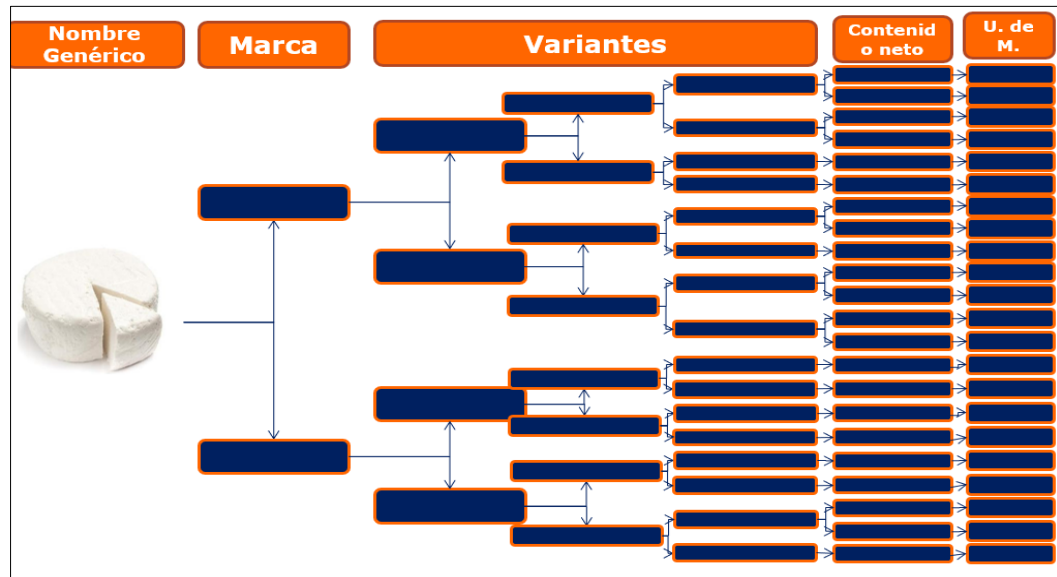 Nombre
Genérico
Marca
Variantes
Contenid
o neto
U. de
M.